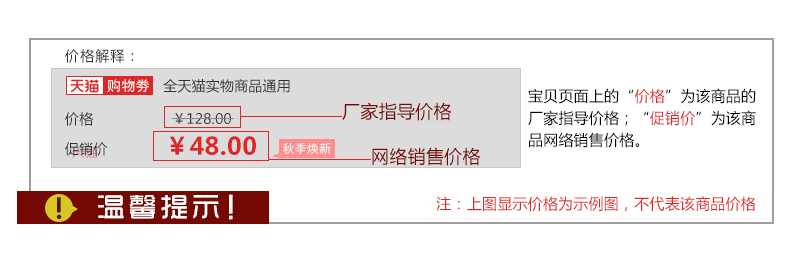 价格解释：
天猫 购物券 全天猫实物商品通用
价格 ￥128.00 厂家指导价格
促销价 ￥48.00 秋季焕新
网络销售价格
宝贝页面上的“价格”为该商品的
厂家指导价格；“促销价”为该商
品网络销售价格。
温馨提示！
注：上图显示价格为示例图，不代表该商品价格